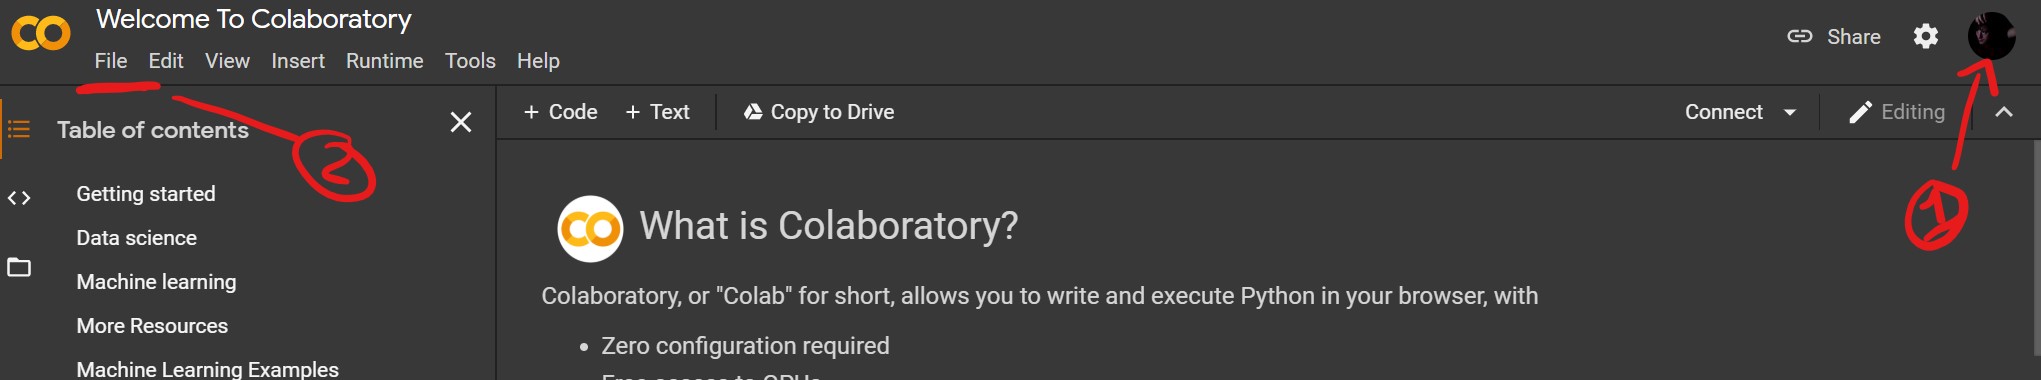 Welcome To Colaboratory
File Edit View Insert Runtime Tools Help
Share
+ Code + Text Copy to Drive
Connect Editing
Table of contents
Getting started
Data science
Machine learning
More Resources
Machine Learning Examples
2
1
What is Colaboratory?
Colaboratory, or "Colab" for short, allows you to write and execute Python in your browser, with
• Zero configuration required